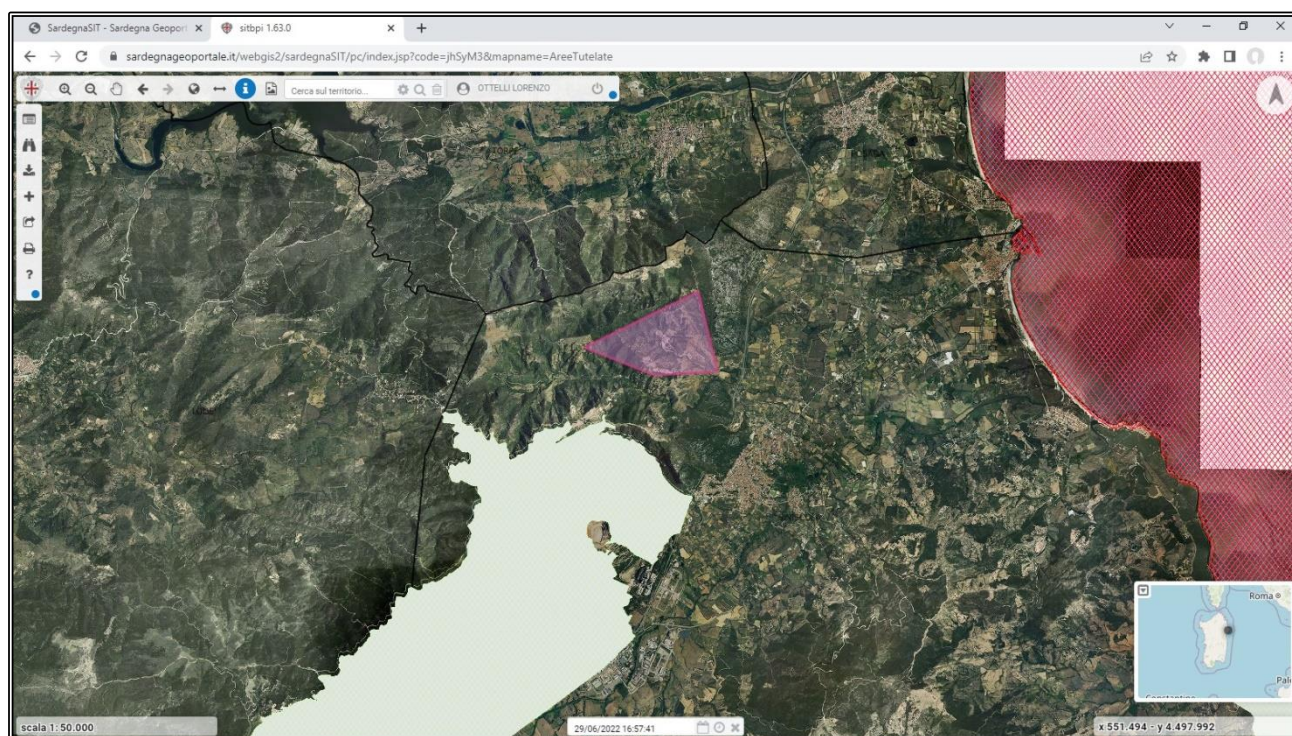 SardegnaSIT - Sardegna Geoport
sitbpi 1.63.0
sardegnageoportale.it/webgis2/sardegnaSIT/pc/index.jsp?code=jhSyM3&mapname=AreeTutelate
Cerca sul territorio...
OTTELLI LORENZO
Roma
scala 1:50.000
29/06/2022 16:57:41
x:551.494 - y 4.497.992